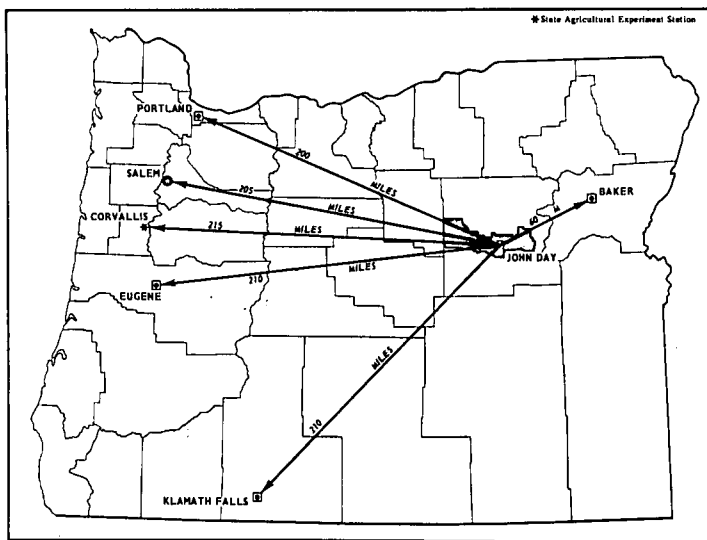 *State Agricultural Experiment Station
PORTLAND
200 MILES
SALEM
205 MILES
BAKER
60 M
CORVALLIS
215 MILES
JOHN DAY
210 MILES
EUGENE
210 MILES
KLAMATH FALLS